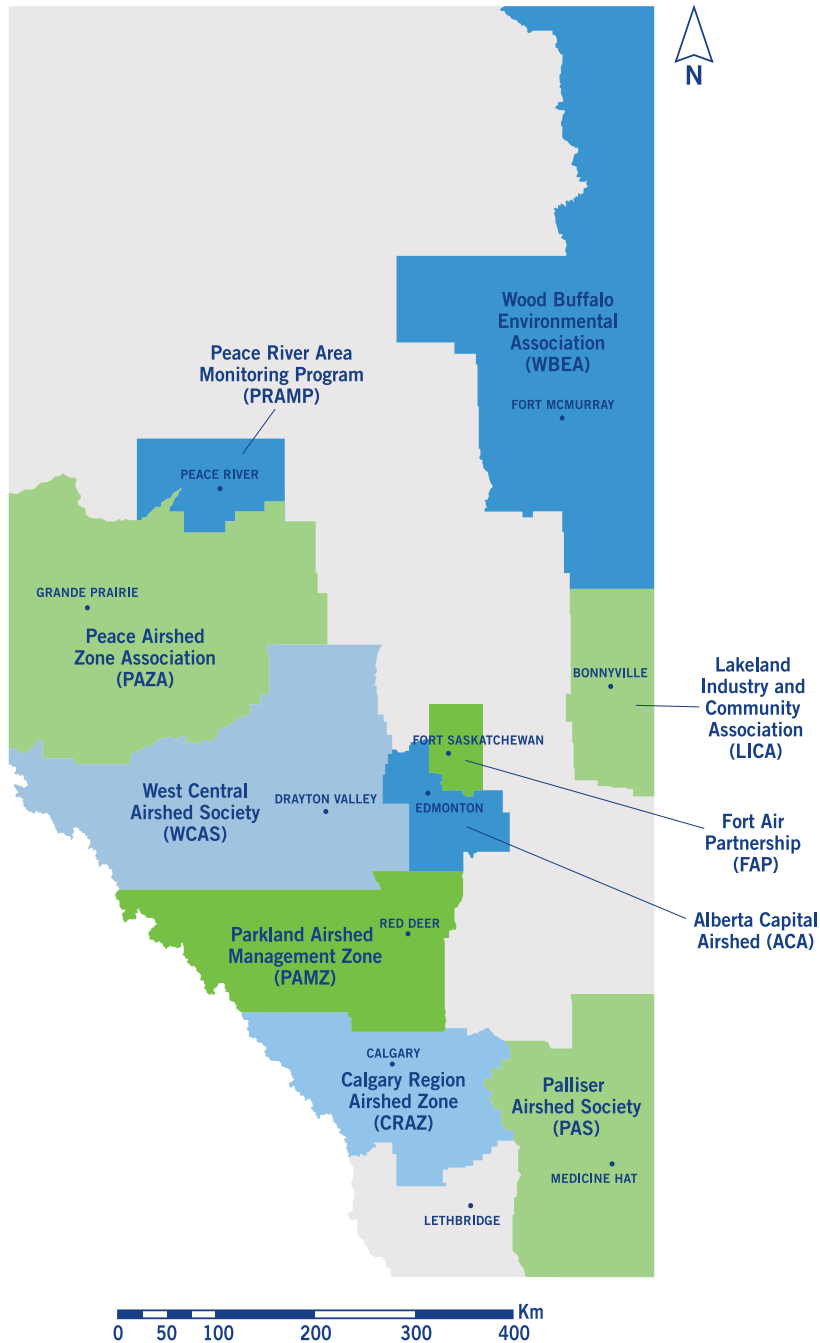 N
Wood Buffalo
Environmental
Association
(WBEA)
FORT MCMURRAY
Peace River Area
Monitoring Program
(PRAMP)
PEACE RIVER
GRANDE PRAIRIE
Peace Airshed
Zone Association
(PAZA)
BONNYVILLE
Lakeland
Industry and
Community
Association
(LICA)
FORT SASKATCHEWAN
West Central
Airshed Society
(WCAS)
DRAYTON VALLEY
EDMONTON
Fort Air
Partnership
(FAP)
Alberta Capital
Airshed (ACA)
RED DEER
Parkland Airshed
Management Zone
(PAMZ)
CALGARY
Calgary Region
Airshed Zone
(CRAZ)
Palliser
Airshed Society
(PAS)
MEDICINE HAT
LETHBRIDGE
Km
0 50 100 200 300 400